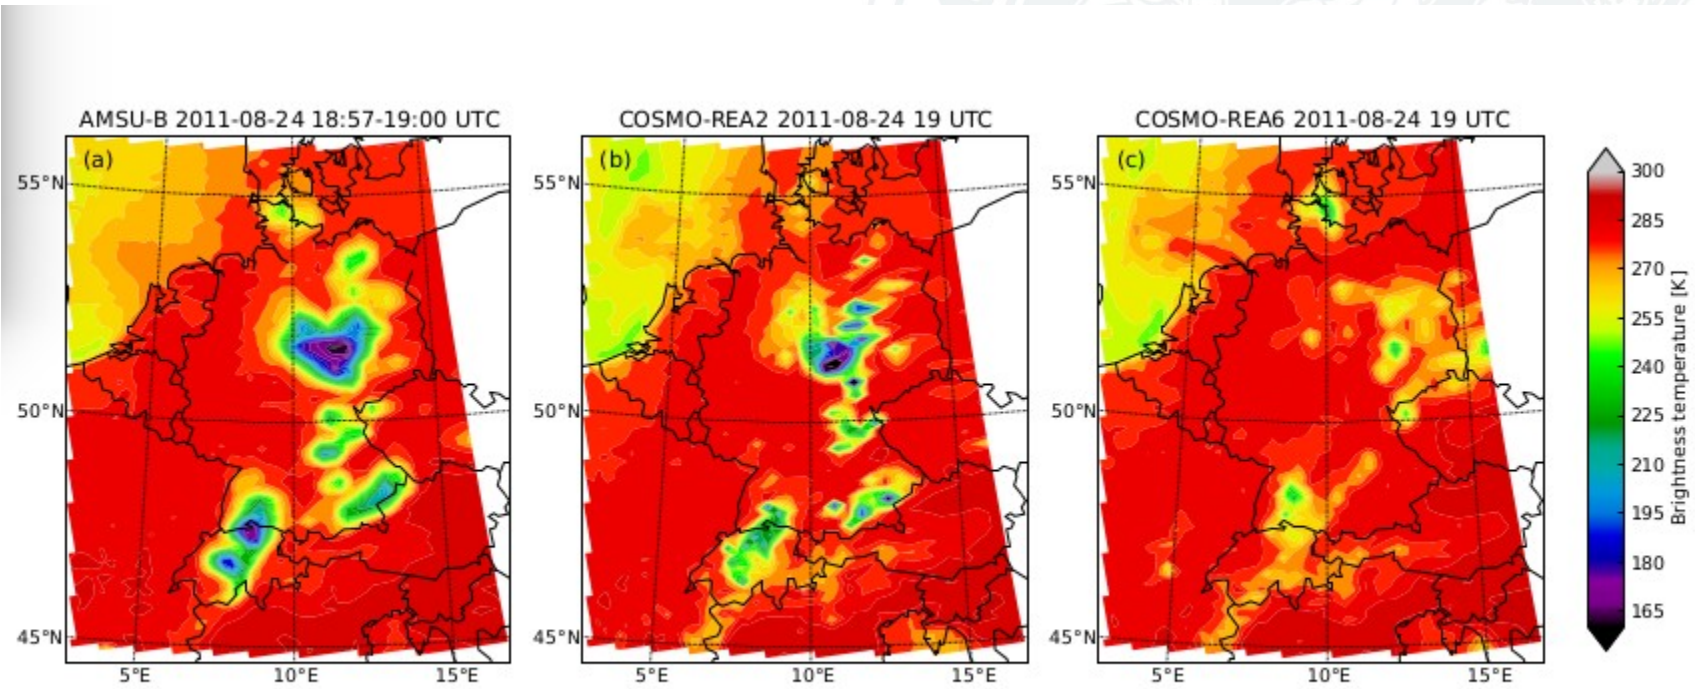 AMSU-B 2011-08-24 18:57-19:00 UTC
COSMO-REA2 2011-08-24 19 UTC
COSMO-REA6 2011-08-24 19 UTC
(a)
(b)
(c)
55°N
50°N
45°N
5°E
10°E
15°E
55°N
50°N
45°N
5°E
10°E
15°E
55°N
50°N
45°N
5°E
10°E
15°E
300
285
270
255
240
225
210
195
180
165
Brightness temperature [K]